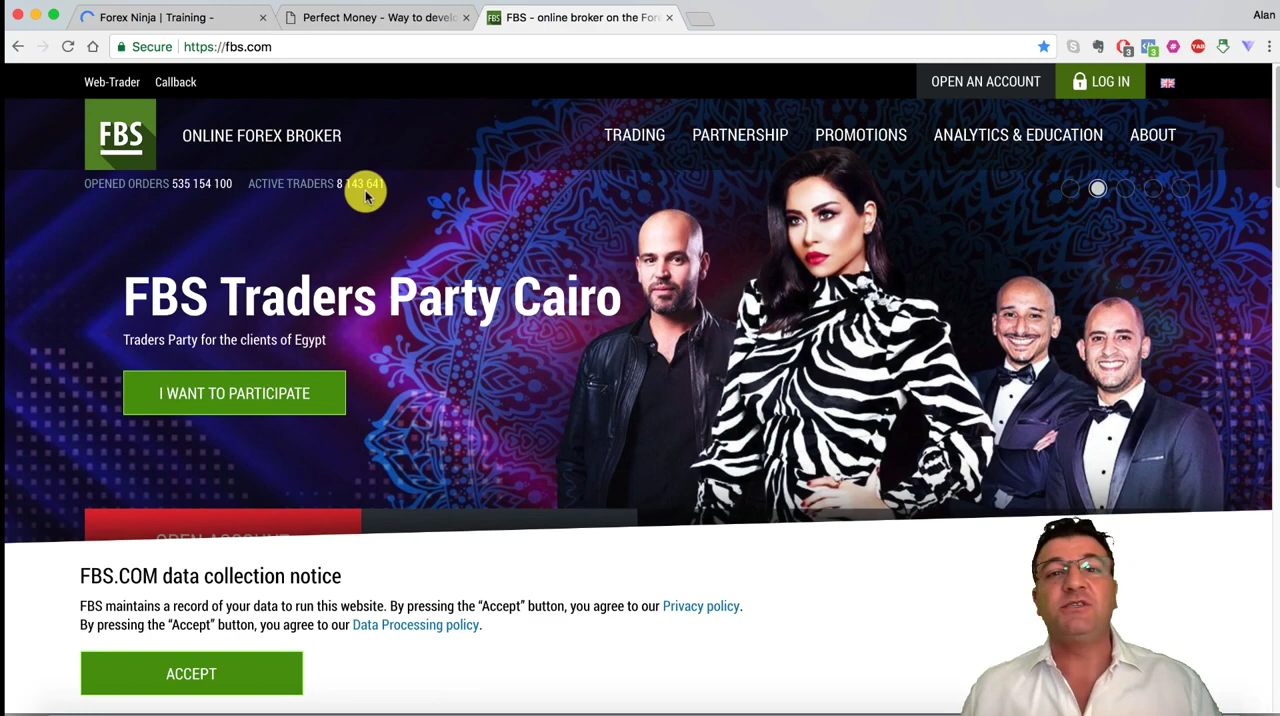 Forex Ninja | Training -
Perfect Money - Way to develo
FBS - online broker on the Fore
Alan
Secure
https://fbs.com
3
3
YAB
Web-Trader
Callback
OPEN AN ACCOUNT
LOG IN
FBS
ONLINE FOREX BROKER
TRADING
PARTNERSHIP
PROMOTIONS
ANALYTICS & EDUCATION
ABOUT
OPENED ORDERS 535 154 100
ACTIVE TRADERS 8 143 641
FBS Traders Party Cairo
Traders Party for the clients of Egypt
I WANT TO PARTICIPATE
OPEN ACCOUNT
FBS.COM data collection notice
FBS maintains a record of your data to run this website. By pressing the “Accept” button, you agree to our Privacy policy.
By pressing the “Accept” button, you agree to our Data Processing policy.
ACCEPT